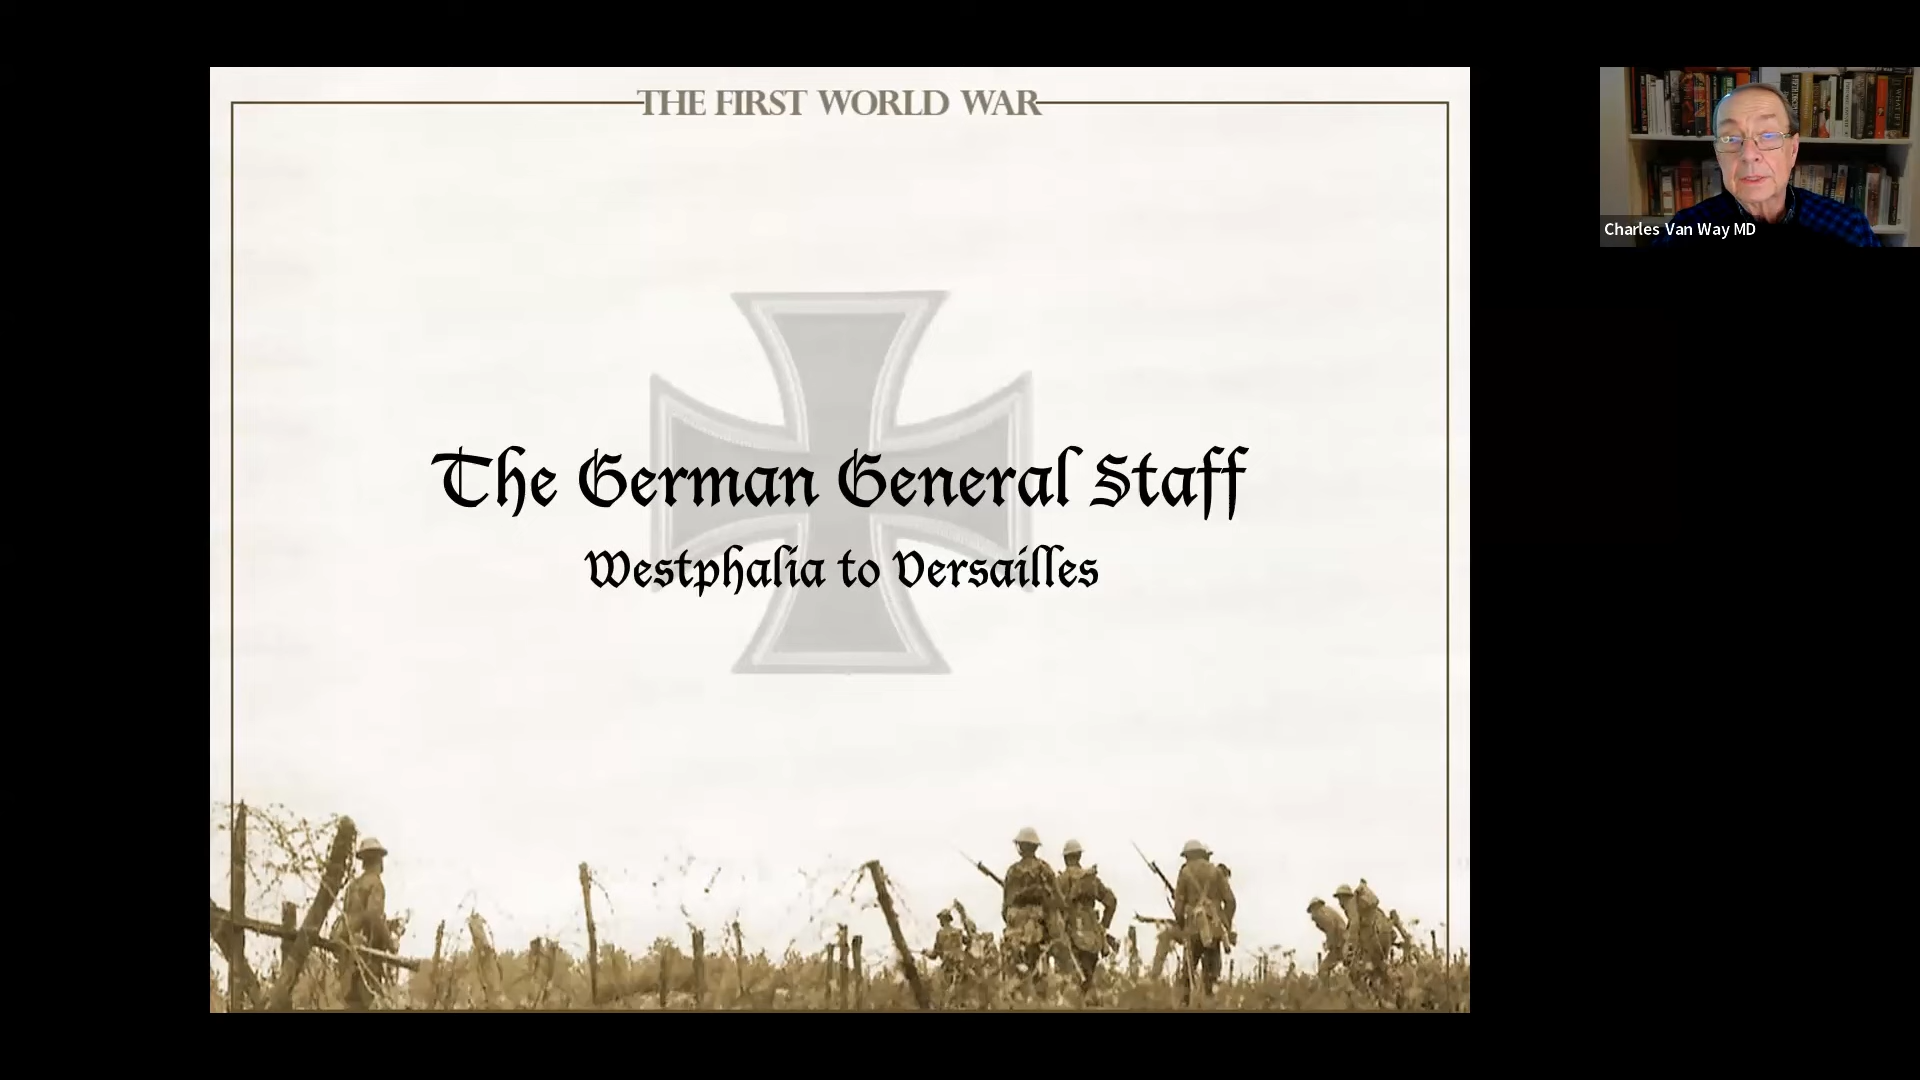 THE FIRST WORLD WAR
The German General Staff
Westphalia to Versailles
Charles Van Way MD